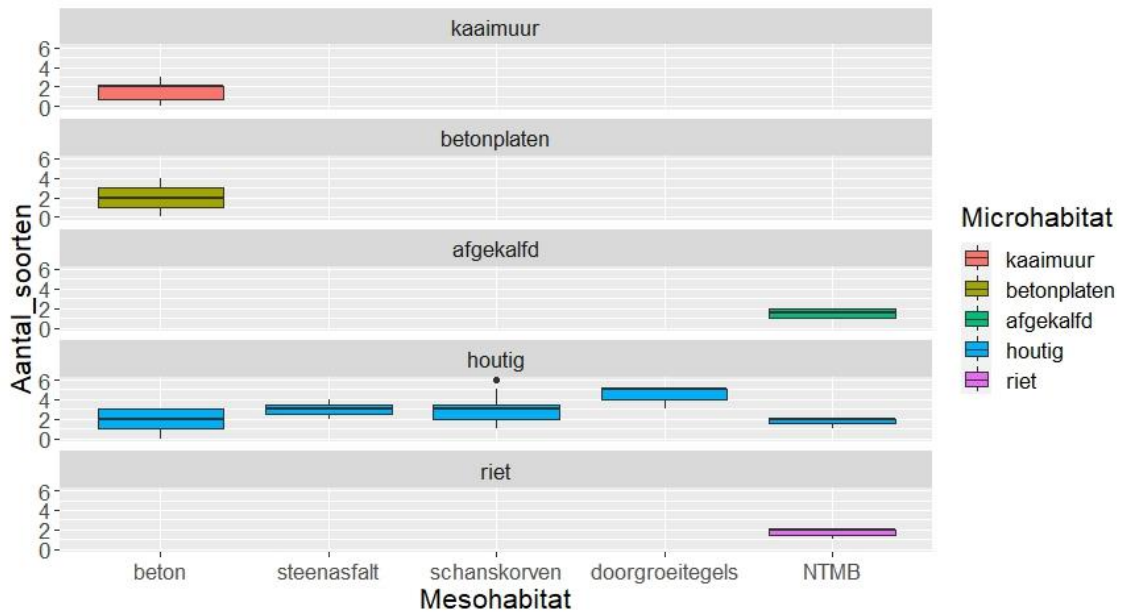 kaaimuur
6
4
2
0
betonplaten
6
4
2
0
afgekalfd
6
4
2
0
houtig
6
4
2
0
riet
6
4
2
0
Aantal_soorten
beton steenasfalt schanskorven doorgroeitegels NTMB
Mesohabitat
Microhabitat
kaaimuur
betonplaten
afgekalfd
houtig
riet